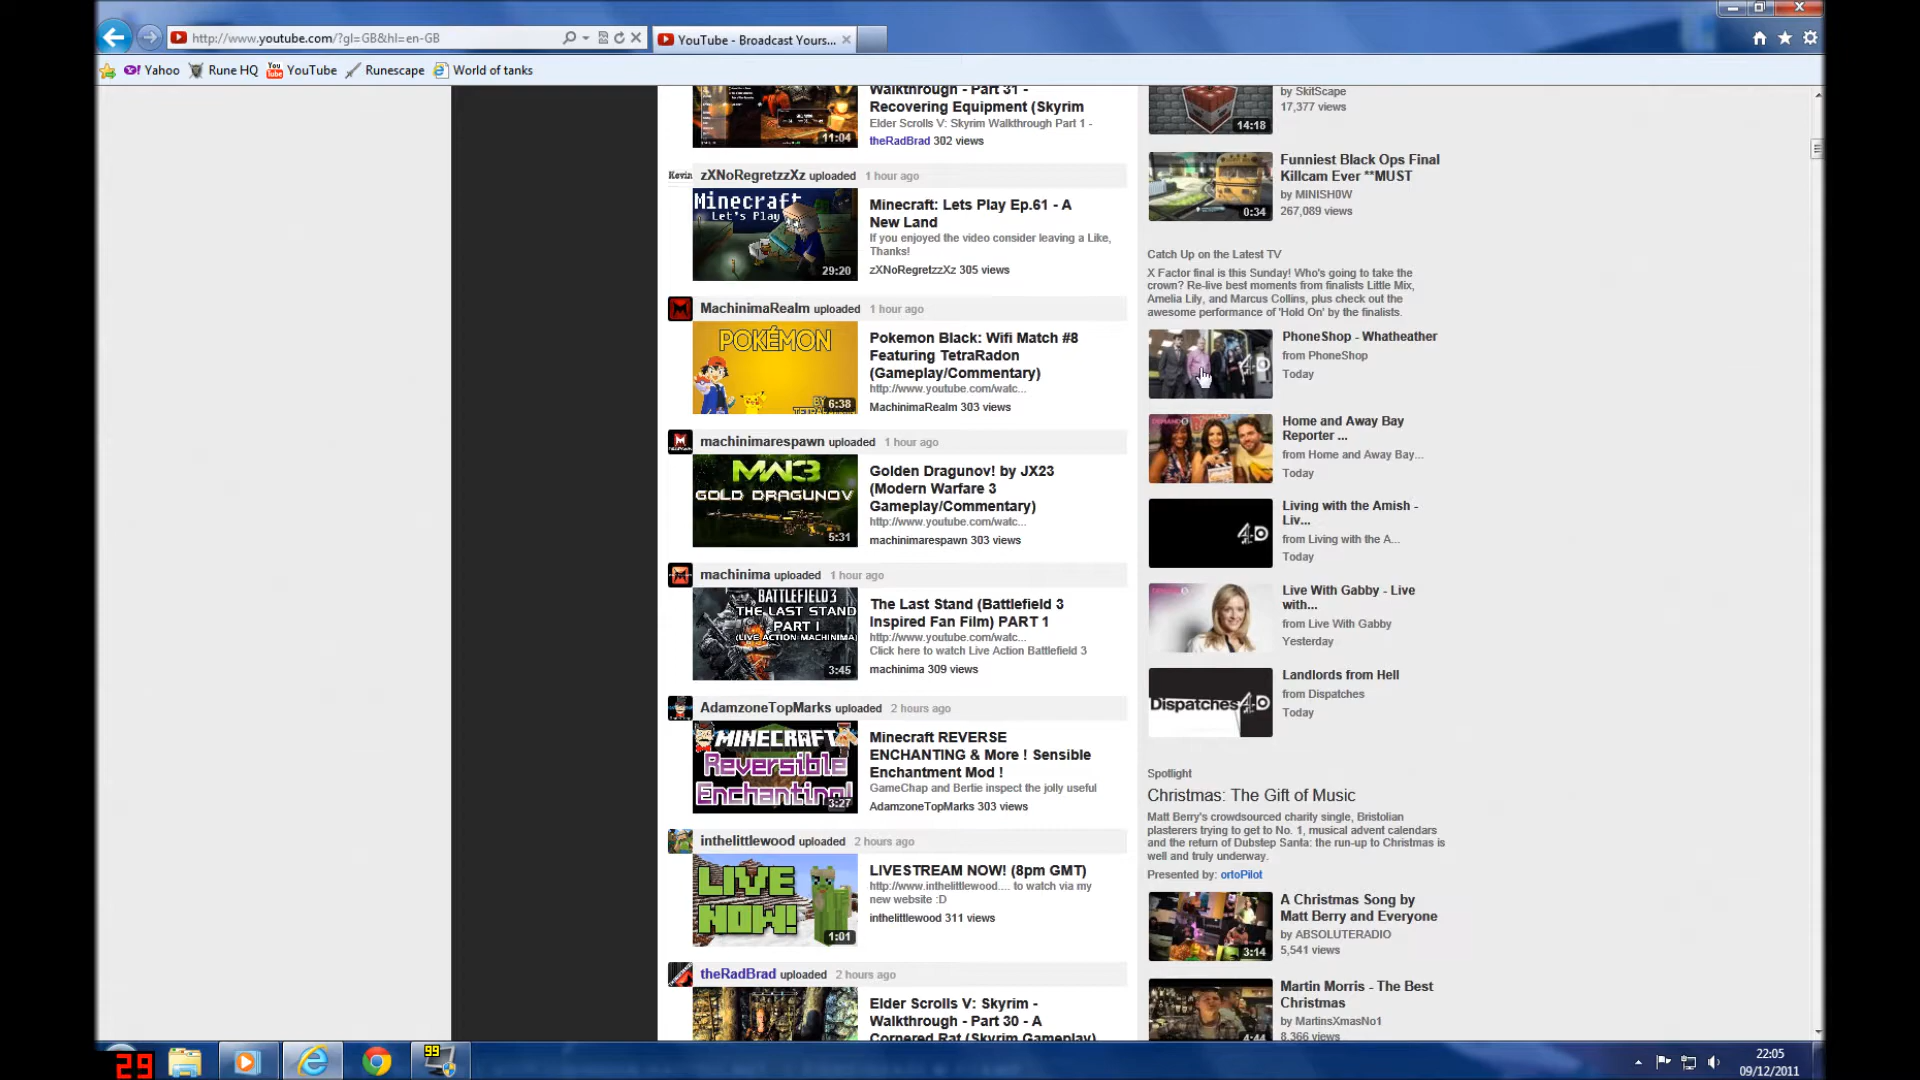 http://www.youtube.com/?gl=GB&hl=en-GB
YouTube - Broadcast Yours...
Yahoo
Rune HQ
YouTube
Runescape
World of tanks
Walkthrough - Part 31 -
Recovering Equipment (Skyrim
Elder Scrolls V: Skyrim Walkthrough Part 1 -
theRadBrad 302 views
11:04
zXNoRegretzzXz uploaded 1 hour ago
Minecraft
Let's Play
29:20
Minecraft: Lets Play Ep.61 - A
New Land
If you enjoyed the video consider leaving a Like,
Thanks!
zXNoRegretzzXz 305 views
MachinimaRealm uploaded 1 hour ago
POKÉMON
BY
6:38
Pokemon Black: Wifi Match #8
Featuring TetraRadon
(Gameplay/Commentary)
http://www.youtube.com/watc...
MachinimaRealm 303 views
machinimarespawn uploaded 1 hour ago
MW3
GOLD DRAGUNOV
5:31
Golden Dragunov! by JX23
(Modern Warfare 3
Gameplay/Commentary)
http://www.youtube.com/watc...
machinimarespawn 303 views
machinima uploaded 1 hour ago
BATTLEFIELD 3
THE LAST STAND
PART 1
(LIVE ACTION MACHINIMA)
3:45
The Last Stand (Battlefield 3
Inspired Fan Film) PART 1
http://www.youtube.com/watc...
Click here to watch Live Action Battlefield 3
machinima 309 views
AdamzoneTopMarks uploaded 2 hours ago
MINECRAFT
Reversible
Enchanting!
3:27
Minecraft REVERSE
ENCHANTING & More ! Sensible
Enchantment Mod !
GameChap and Bertie inspect the jolly useful
AdamzoneTopMarks 303 views
inthelittlewood uploaded 2 hours ago
LIVE
NOW!
1:01
LIVESTREAM NOW! (8pm GMT)
http://www.inthelittlewood.... to watch via my
new website :D
inthelittlewood 311 views
theRadBrad uploaded 2 hours ago
Elder Scrolls V: Skyrim -
Walkthrough - Part 30 - A
Cornered Rat (Skyrim Gameplay)
by SkitScape
17,377 views
14:18
Funniest Black Ops Final
Killcam Ever **MUST
by MINISH0W
267,089 views
0:34
Catch Up on the Latest TV
X Factor final is this Sunday! Who's going to take the
crown? Re-live best moments from finalists Little Mix,
Amelia Lily, and Marcus Collins, plus check out the
awesome performance of 'Hold On' by the finalists.
PhoneShop - Whatheather
from PhoneShop
Today
Home and Away Bay
Reporter ...
from Home and Away Bay...
Today
Living with the Amish -
Liv...
from Living with the A...
Today
Live With Gabby - Live
with...
from Live With Gabby
Yesterday
Dispatches
Landlords from Hell
from Dispatches
Today
Spotlight
Christmas: The Gift of Music
Matt Berry's crowdsourced charity single, Bristolian
plasterers trying to get to No. 1, musical advent calendars
and the return of Dubstep Santa: the run-up to Christmas is
well and truly underway.
Presented by: ortoPilot
3:14
A Christmas Song by
Matt Berry and Everyone
by ABSOLUTERADIO
5,541 views
Martin Morris - The Best
Christmas
by MartinsXmasNo1
8,366 views
4:44
29
99
22:05
09/12/2011